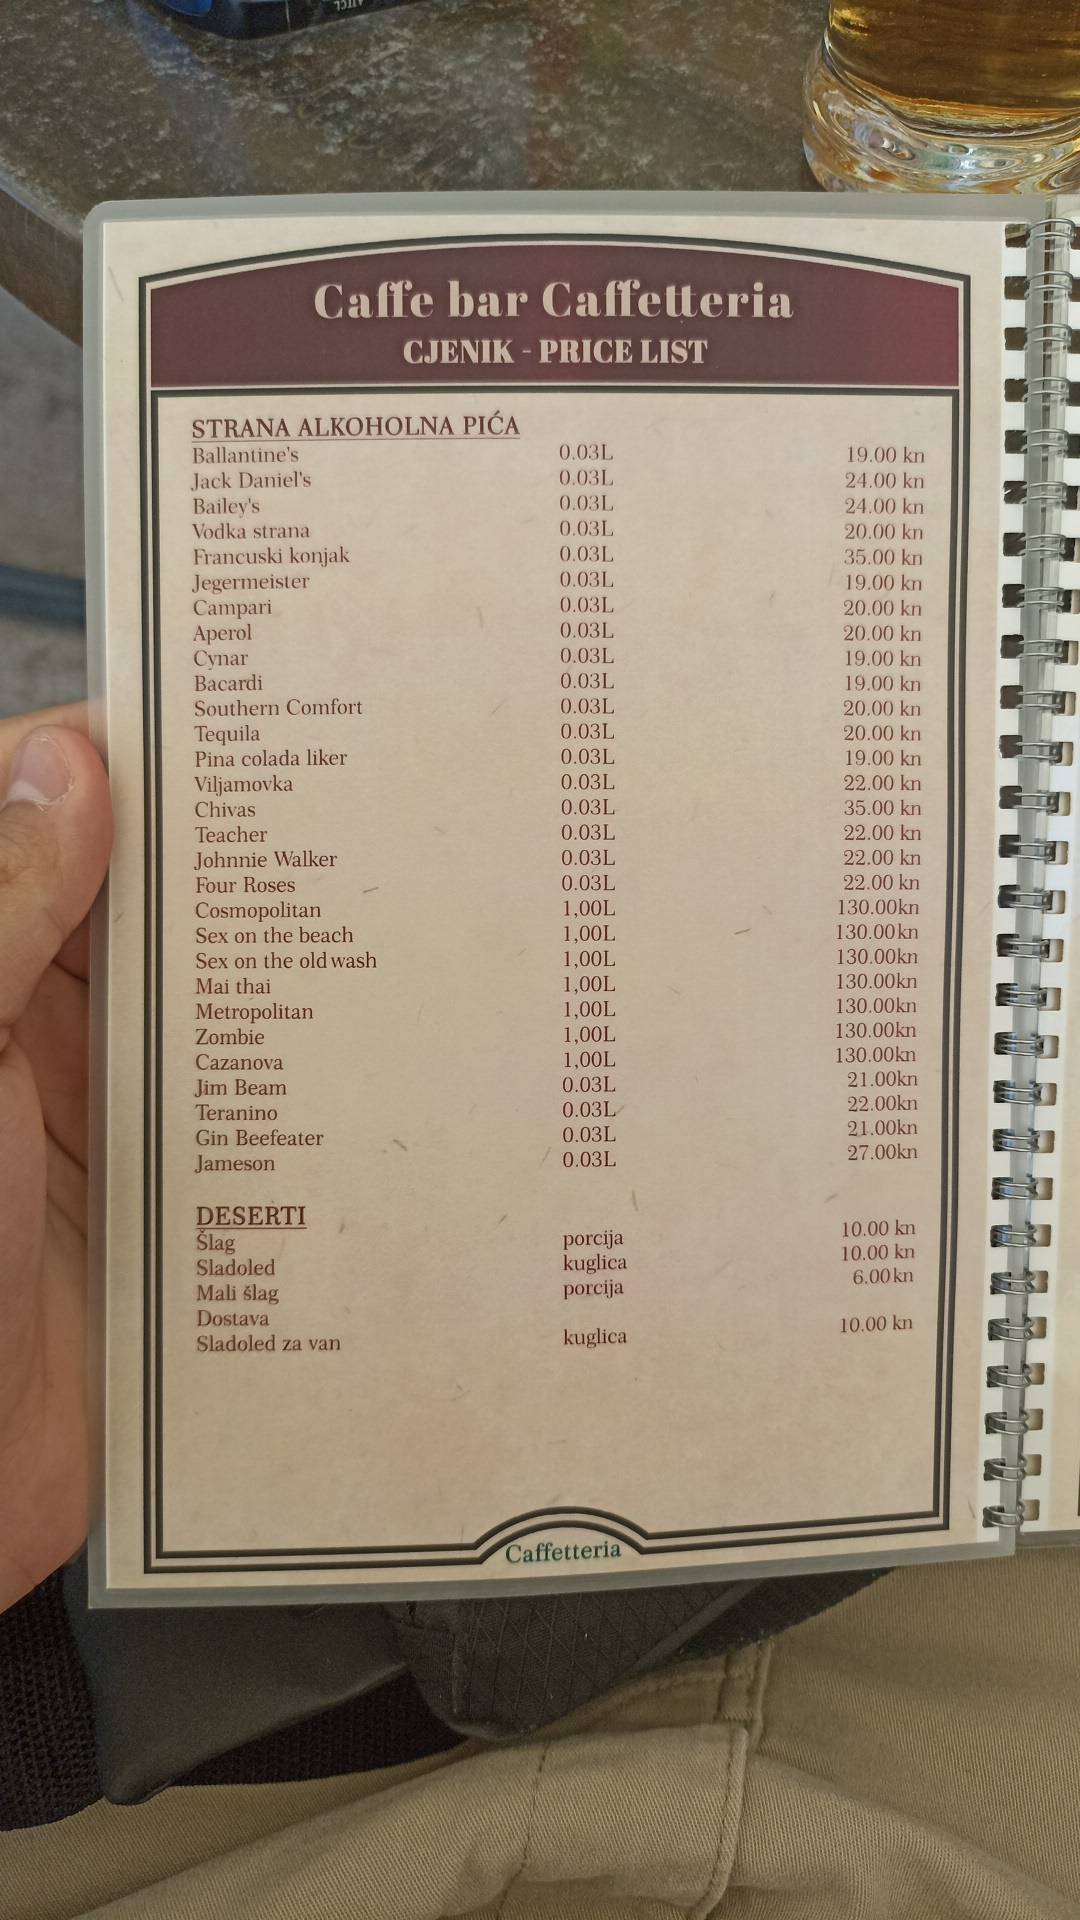 Caffe bar Caffetteria
CJENIK - PRICE LIST
STRANA ALKOHOLNA PIĆA
Ballantine's 0.03L 19.00 kn
Jack Daniel's 0.03L 24.00 kn
Bailey's 0.03L 24.00 kn
Vodka strana 0.03L 20.00 kn
Francuski konjak 0.03L 35.00 kn
Jegermeister 0.03L 19.00 kn
Campari 0.03L 20.00 kn
Aperol 0.03L 20.00 kn
Cynar 0.03L 19.00 kn
Bacardi 0.03L 19.00 kn
Southern Comfort 0.03L 20.00 kn
Tequila 0.03L 20.00 kn
Pina colada liker 0.03L 19.00 kn
Viljamovka 0.03L 22.00 kn
Chivas 0.03L 35.00 kn
Teacher 0.03L 22.00 kn
Johnnie Walker 0.03L 22.00 kn
Four Roses 0.03L 22.00 kn
Cosmopolitan 1,00L 130.00kn
Sex on the beach 1,00L 130.00kn
Sex on the old wash 1,00L 130.00kn
Mai thai 1,00L 130.00kn
Metropolitan 1,00L 130.00kn
Zombie 1,00L 130.00kn
Cazanova 1,00L 130.00kn
Jim Beam 0.03L 21.00kn
Teranino 0.03L 22.00kn
Gin Beefeater 0.03L 21.00kn
Jameson 0.03L 27.00kn
DESERTI
Šlag porcija 10.00 kn
Sladoled kuglica 10.00 kn
Mali šlag porcija 6.00kn
Dostava
Sladoled za van kuglica 10.00 kn
Caffetteria